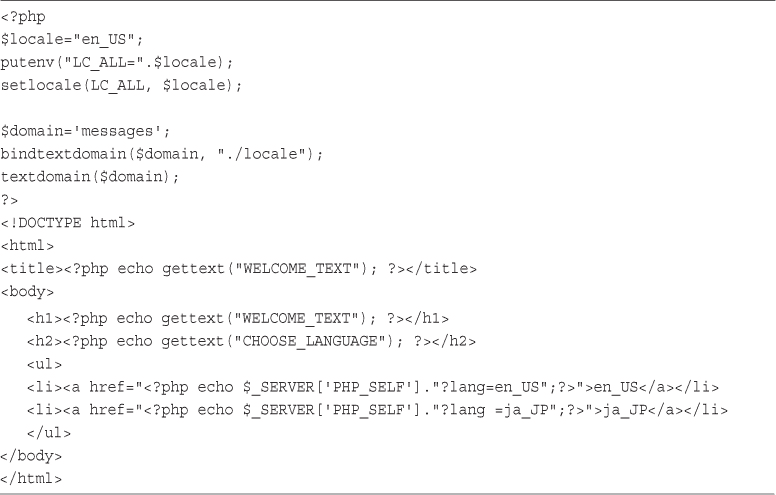 <?php
$locale="en_US";
putenv("LC_ALL=".$locale);
setlocale(LC_ALL, $locale);
$domain='messages';
bindtextdomain($domain, "./locale");
textdomain($domain);
?>
<!DOCTYPE html>
<html>
<title><?php echo gettext("WELCOME_TEXT"); ?></title>
<body>
<h1><?php echo gettext("WELCOME_TEXT"); ?></h1>
<h2><?php echo gettext("CHOOSE_LANGUAGE"); ?></h2>
<ul>
<li><a href="<?php echo $_SERVER['PHP_SELF']."?lang=en_US";?>">en_US</a></li>
<li><a href="<?php echo $_SERVER['PHP_SELF']."?lang =ja_JP";?>">ja_JP</a></li>
</ul>
</body>
</html>